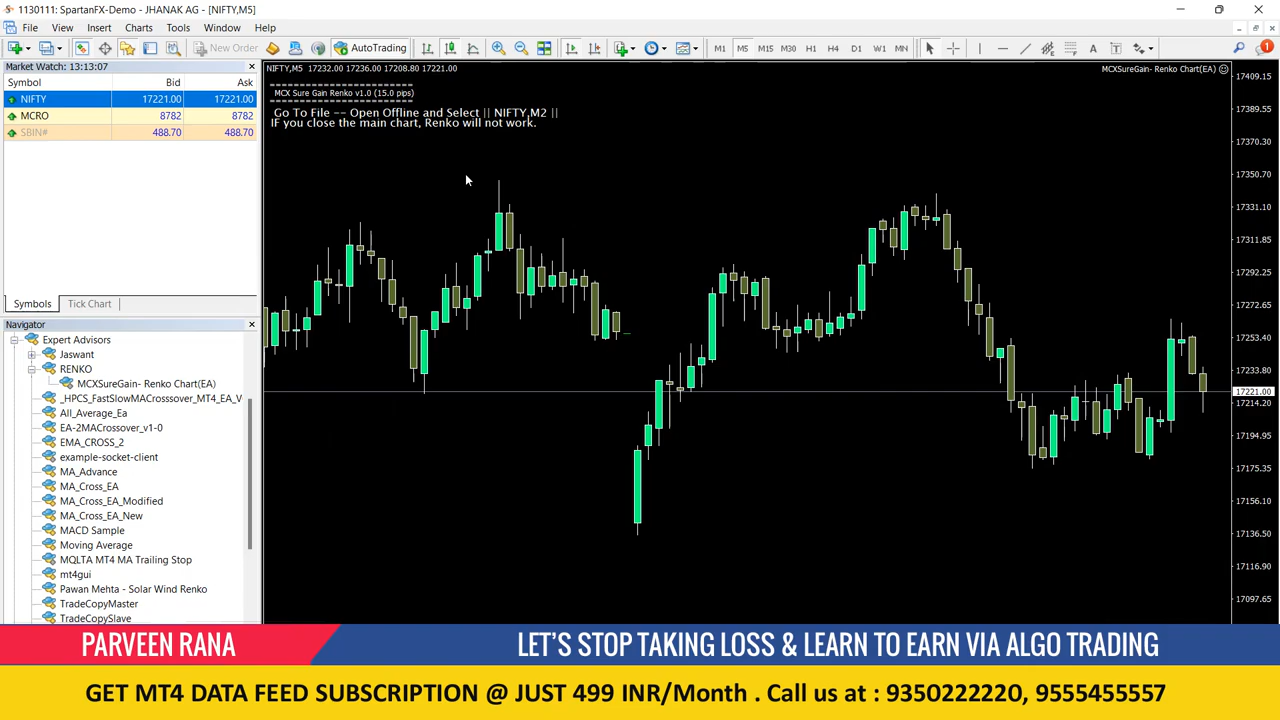 1130111: SpartanFX-Demo - JHANAK AG - [NIFTY,M5]
File View Insert Charts Tools Window Help
New Order AutoTrading M1 M5 M15 M30 H1 H4 D1 W1 MN A T 1
Market Watch: 13:13:07
Symbol Bid Ask
NIFTY 17221.00 17221.00
MCRO 8782 8782
SBIN# 488.70 488.70
Symbols Tick Chart
Navigator
Expert Advisors
Jaswant
RENKO
MCXSureGain- Renko Chart(EA)
_HPCS_FastSlowMACrosssover_MT4_EA_V
All_Average_Ea
EA-2MACrossover_v1-0
EMA_CROSS_2
example-socket-client
MA_Advance
MA_Cross_EA
MA_Cross_EA_Modified
MA_Cross_EA_New
MACD Sample
Moving Average
MQLTA MT4 MA Trailing Stop
mt4gui
Pawan Mehta - Solar Wind Renko
TradeCopyMaster
TradeCopySlave
NIFTY,M5 17232.00 17236.00 17208.80 17221.00
MCXSureGain- Renko Chart(EA)
========================
MCX Sure Gain Renko v1.0 (15.0 pips)
========================
Go To File -- Open Offline and Select || NIFTY,M2 ||
IF you close the main chart, Renko will not work.
17409.15
17389.55
17370.30
17350.70
17331.10
17311.85
17292.25
17272.65
17253.40
17233.80
17221.00
17214.20
17194.95
17175.35
17156.10
17136.50
17116.90
17097.65
PARVEEN RANA
LET'S STOP TAKING LOSS & LEARN TO EARN VIA ALGO TRADING
GET MT4 DATA FEED SUBSCRIPTION @ JUST 499 INR/Month . Call us at : 9350222220, 9555455557